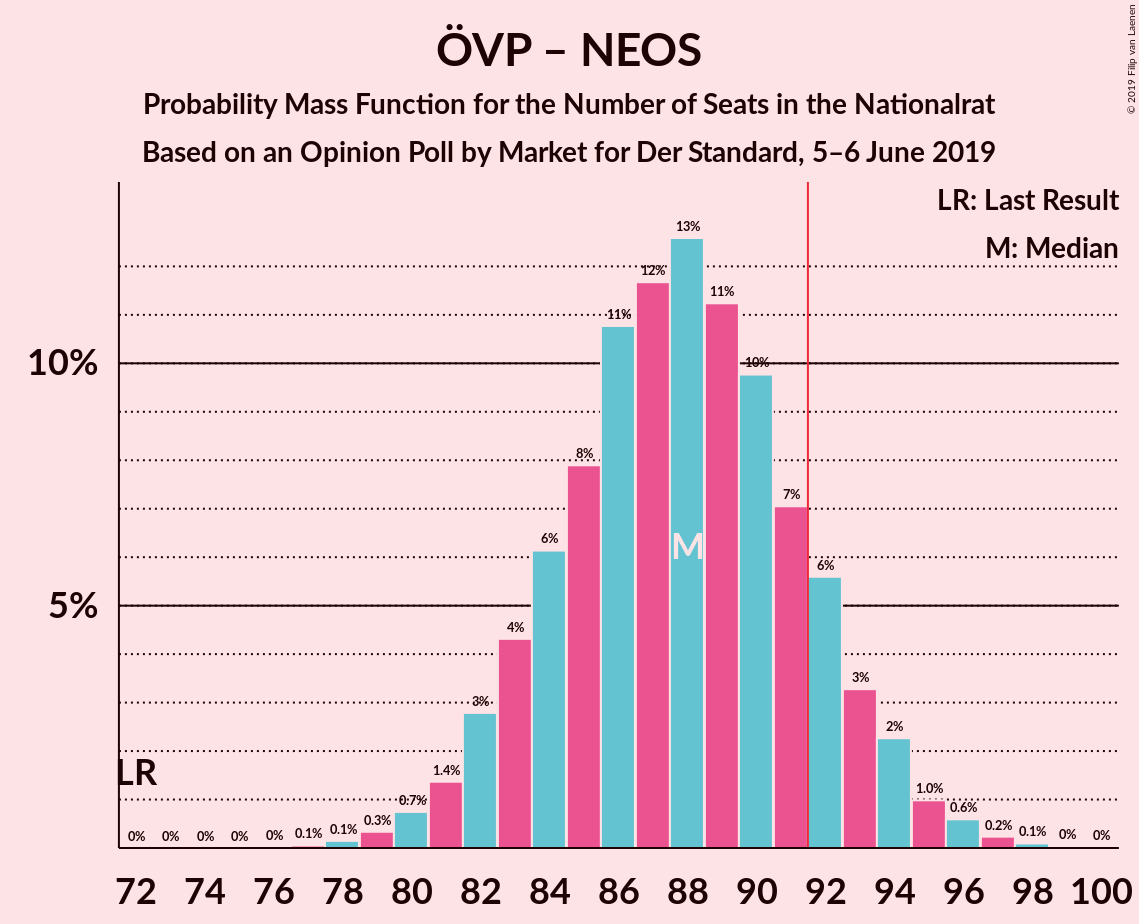 ÖVP – NEOS
Probability Mass Function for the Number of Seats in the Nationalrat
Based on an Opinion Poll by Market for Der Standard, 5–6 June 2019
© 2019 Filip van Laenen
LR: Last Result
M: Median
10%
5%
LR
M
0% 0% 0% 0% 0% 0.1% 0.1% 0.3% 0.7% 1.4% 3% 4% 6% 8% 11% 12% 13% 11% 10% 7% 6% 3% 2% 1.0% 0.6% 0.2% 0.1% 0% 0%
72 74 76 78 80 82 84 86 88 90 92 94 96 98 100